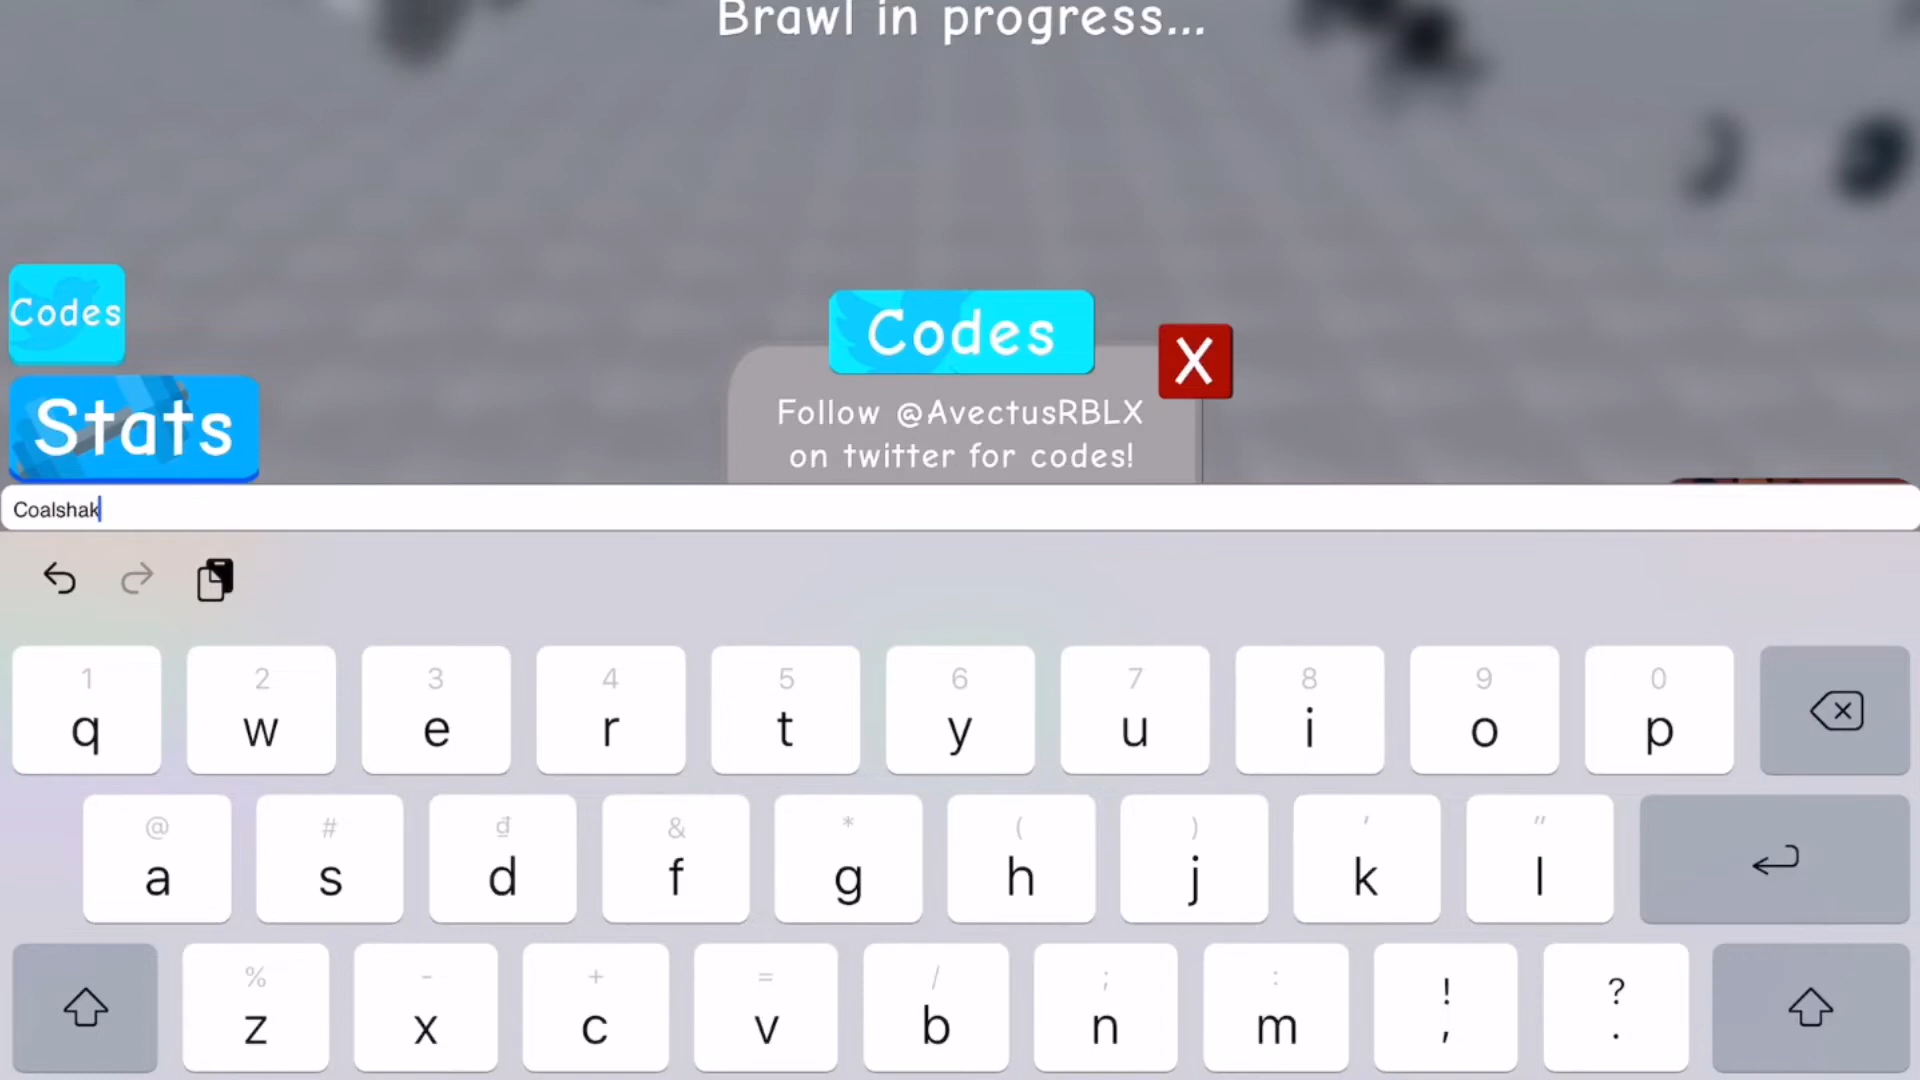 Brawl in progress...
Codes
Codes
X
Follow @AvectusRBLX
on twitter for codes!
Stats
Coalshak
1 2 3 4 5 6 7 8 9 0
q w e r t y u i o p
@ # đ & * ( ) ' "
a s d f g h j k l
% - + = / ; : ! ?
z x c v b n m , .